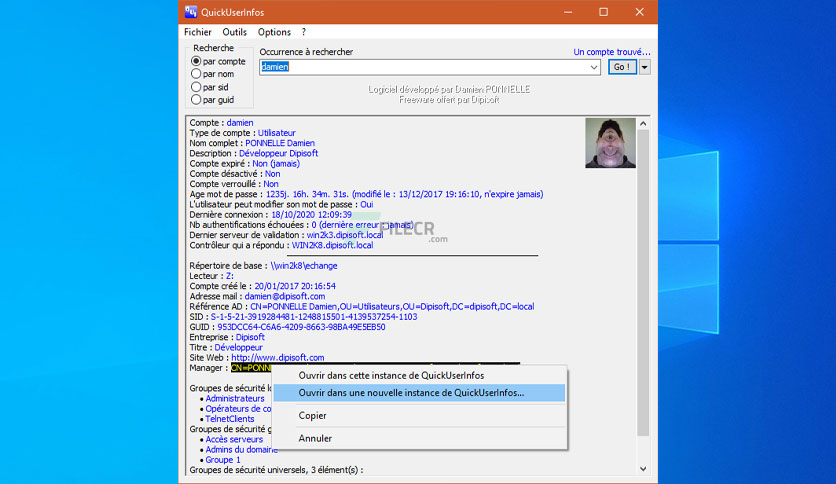 QuickUserInfos
Fichier Outils Options ?
Recherche
par compte
par nom
par sid
par guid
Occurrence à rechercher
Un compte trouvé...
damien
Go !
Logiciel développé par Damien PONNELLE
Freeware offert par Dipisoft
Compte : damien
Type de compte : Utilisateur
Nom complet : PONNELLE Damien
Description : Développeur Dipisoft
Compte expiré : Non (jamais)
Compte désactivé : Non
Compte verrouillé : Non
Age mot de passe : 1235j. 16h. 34m. 31s. (modifié le : 13/12/2017 19:16:10, n'expire jamais)
L'utilisateur peut modifier son mot de passe : Oui
Dernière connexion : 18/10/2020 12:09:39
Nb authentifications échouées : 0 (dernière erreur : jamais)
Dernier serveur de validation : win2k3.dipisoft.local
Contrôleur qui a répondu : WIN2K8.dipisoft.local
FILECR
.com
Répertoire de base : \\win2k8\echange
Lecteur : Z:
Compte créé le : 20/01/2017 20:16:54
Adresse mail : damien@dipisoft.com
Référence AD : CN=PONNELLE Damien,OU=Utilisateurs,OU=Dipisoft,DC=dipisoft,DC=local
SID : S-1-5-21-3919284481-1248815501-4139537254-1103
GUID : 953DCC64-C6A6-4209-8663-98BA49E5EB50
Entreprise : Dipisoft
Titre : Développeur
Site Web : http://www.dipisoft.com
Manager : CN=PONN
Ouvrir dans cette instance de QuickUserInfos
Ouvrir dans une nouvelle instance de QuickUserInfos...
Copier
Annuler
Groupes de sécurité lo
Administrateurs
Opérateurs de co
TelnetClients
Groupes de sécurité g
Accès serveurs
Admins du domaine
Groupe 1
Groupes de sécurité universels, 3 élément(s) :